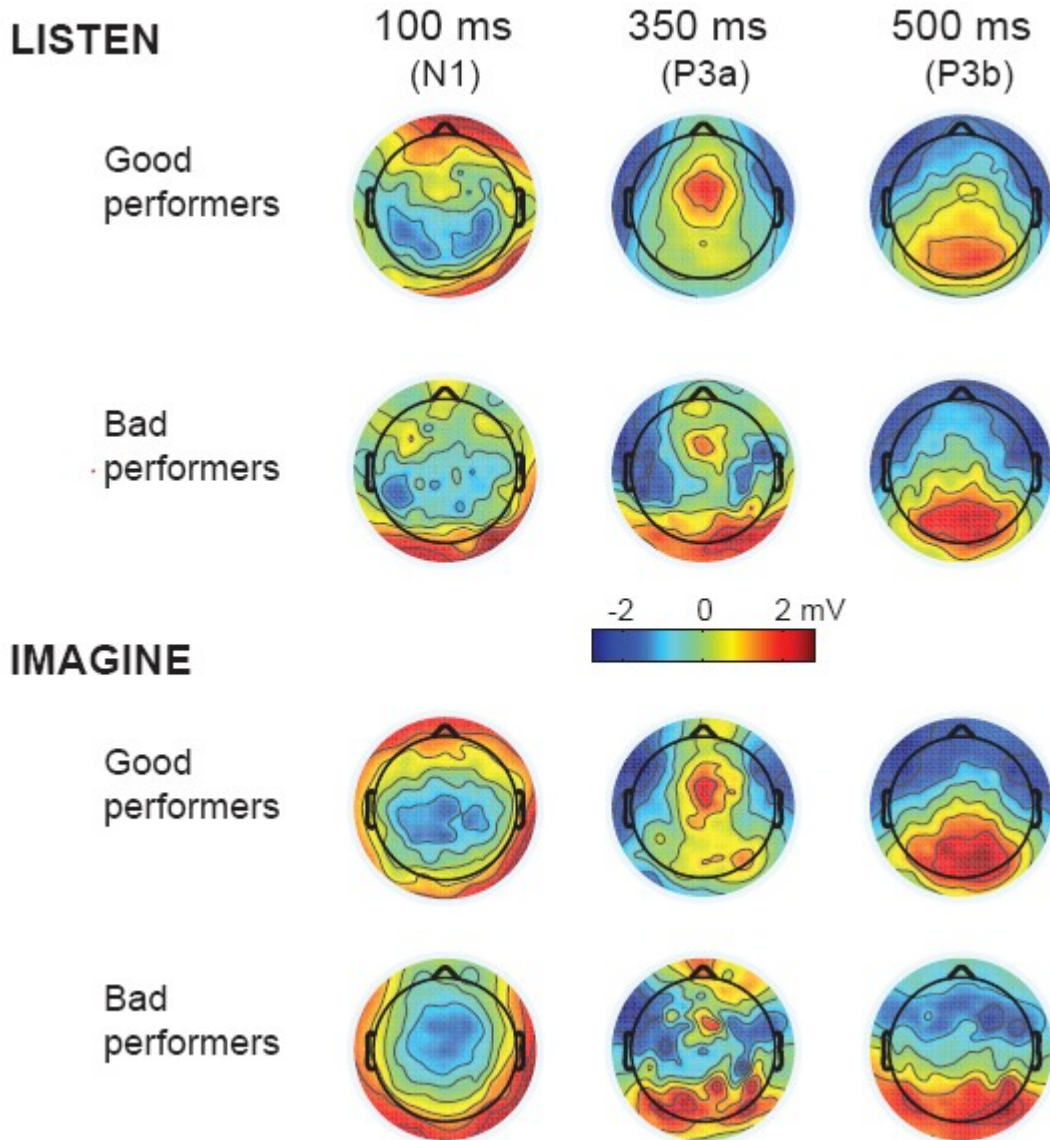 LISTEN
100 ms
350 ms
500 ms
(N1)
(P3a)
(P3b)
Good
performers
Bad
performers
-2 0 2 mV
IMAGINE
Good
performers
Bad
performers